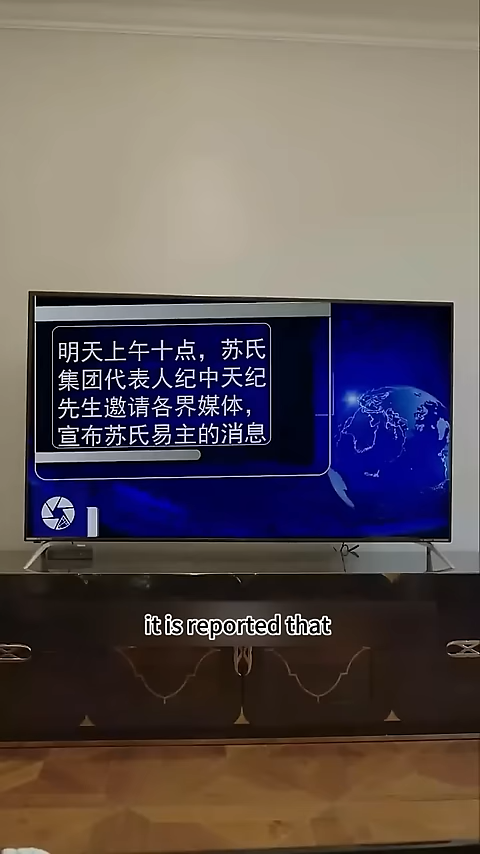 明天上午十点，苏氏
集团代表人纪中天纪
先生邀请各界媒体，
宣布苏氏易主的消息
it is reported that